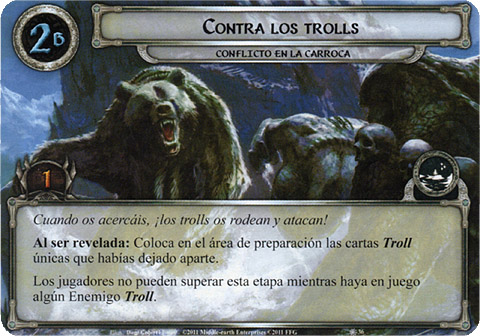 2B
CONTRA LOS TROLLS
CONFLICTO EN LA CARROCA
1
Cuando os acercáis, ¡los trolls os rodean y atacan!
Al ser revelada: Coloca en el área de preparación las cartas Troll
únicas que habías dejado aparte.
Los jugadores no pueden superar esta etapa mientras haya en juego
algún Enemigo Troll.
©2011 Middle-earth Enterprises ©2011 FFG